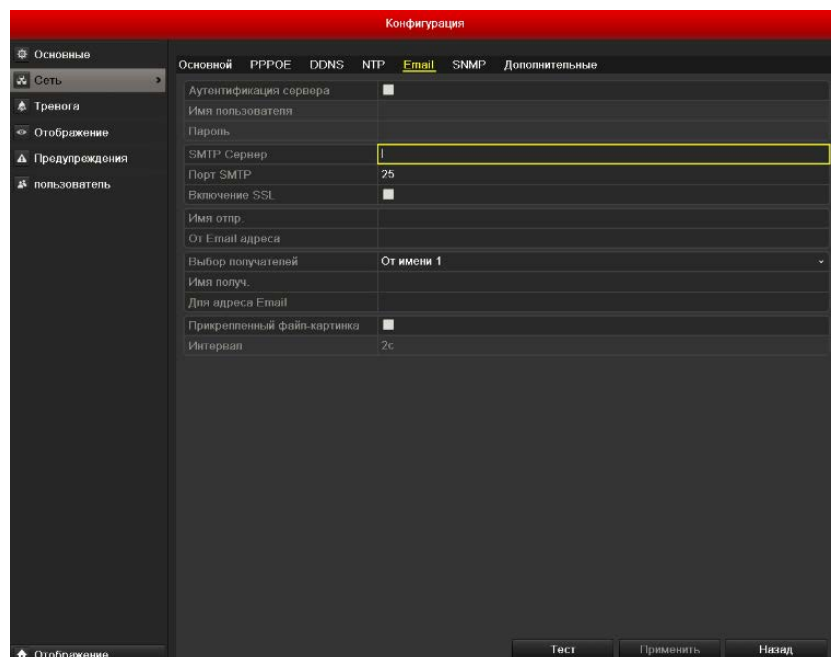 Конфигурация
Основные
Сеть
Тревога
Отображение
Предупреждения
пользователь
Основной PPPOE DDNS NTP Email SNMP Дополнительные
Аутентификация сервера
Имя пользователя
Пароль
SMTP Сервер
Порт SMTP 25
Включение SSL
Имя отпр.
От Email адреса
Выбор получателей От имени 1
Имя получ.
Для адреса Email
Прикрепленный файл-картинка
Интервал 2с
Отображение
Тест Применить Назад